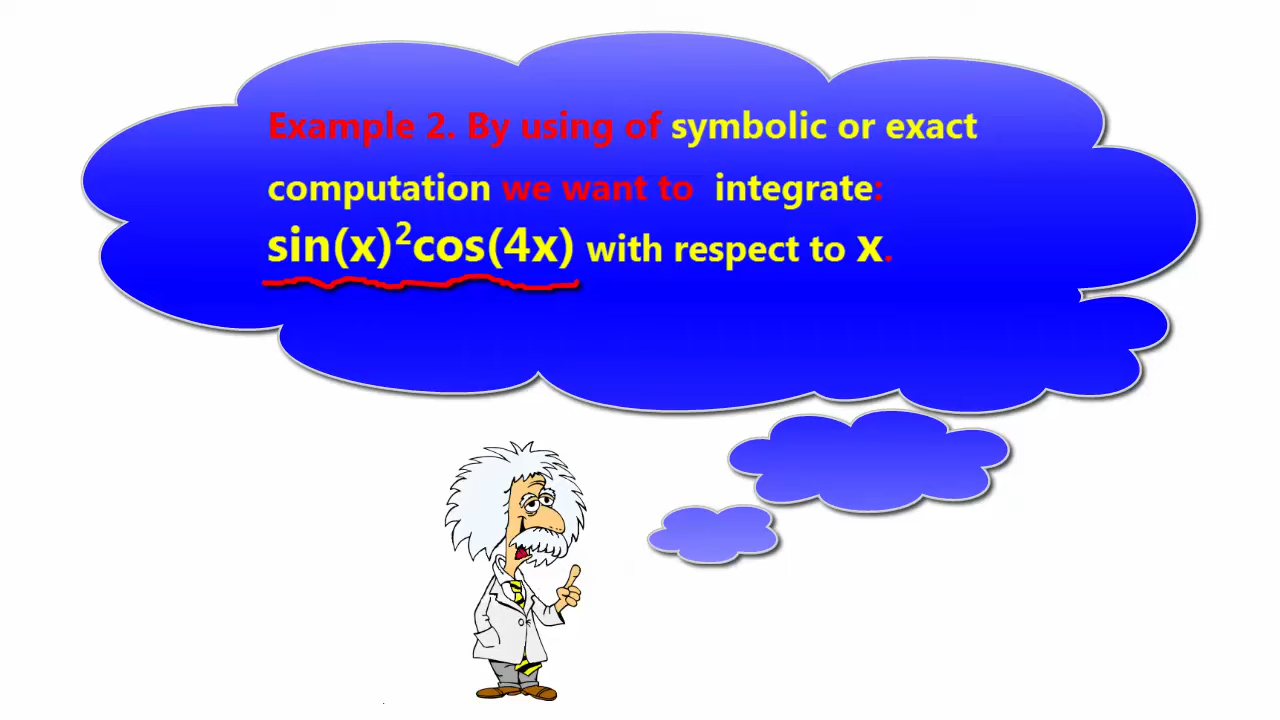 Example 2. By using of symbolic or exact
computation we want to integrate:
sin(x)²cos(4x) with respect to x.